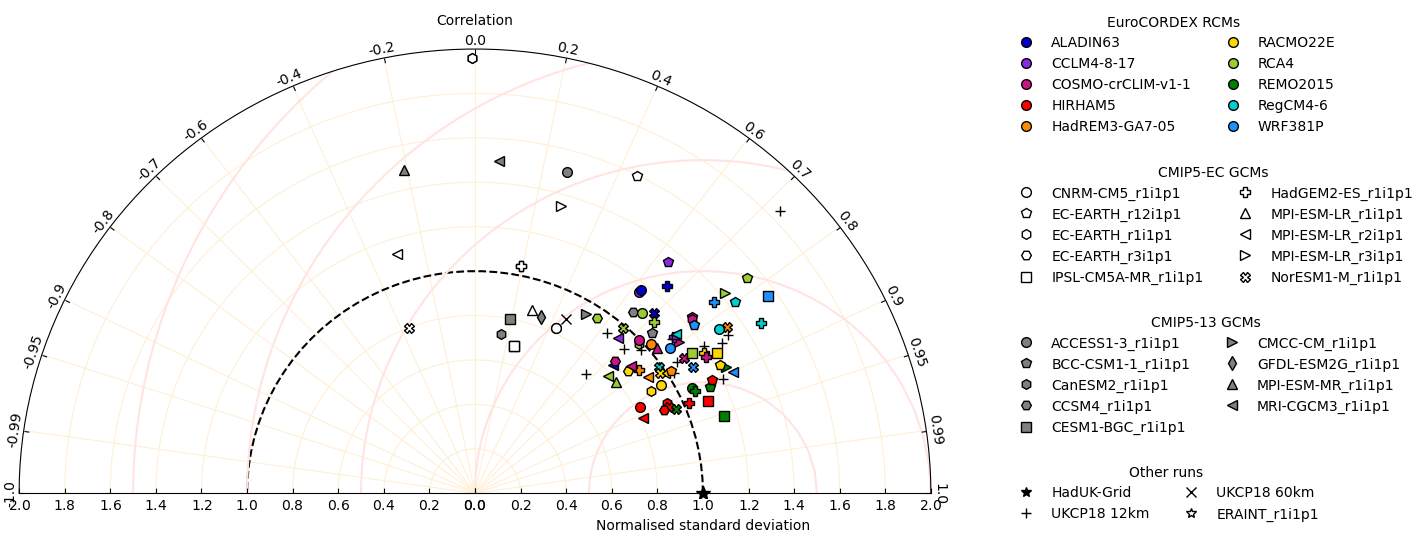 Correlation
-1.0
-0.99
-0.95
-0.9
-0.8
-0.7
-0.6
-0.4
-0.2
0.0
0.2
0.4
0.6
0.7
0.8
0.9
0.95
0.99
1.0
2.0 1.8 1.6 1.4 1.2 1.0 0.8 0.6 0.4 0.2 0.0 0.2 0.4 0.6 0.8 1.0 1.2 1.4 1.6 1.8 2.0
Normalised standard deviation
EuroCORDEX RCMs
ALADIN63
CCLM4-8-17
COSMO-crCLIM-v1-1
HIRHAM5
HadREM3-GA7-05
RACMO22E
RCA4
REMO2015
RegCM4-6
WRF381P
CMIP5-EC GCMs
CNRM-CM5_r1i1p1
EC-EARTH_r12i1p1
EC-EARTH_r1i1p1
EC-EARTH_r3i1p1
IPSL-CM5A-MR_r1i1p1
HadGEM2-ES_r1i1p1
MPI-ESM-LR_r1i1p1
MPI-ESM-LR_r2i1p1
MPI-ESM-LR_r3i1p1
NorESM1-M_r1i1p1
CMIP5-13 GCMs
ACCESS1-3_r1i1p1
BCC-CSM1-1_r1i1p1
CanESM2_r1i1p1
CCSM4_r1i1p1
CESM1-BGC_r1i1p1
CMCC-CM_r1i1p1
GFDL-ESM2G_r1i1p1
MPI-ESM-MR_r1i1p1
MRI-CGCM3_r1i1p1
Other runs
HadUK-Grid
UKCP18 12km
UKCP18 60km
ERAINT_r1i1p1